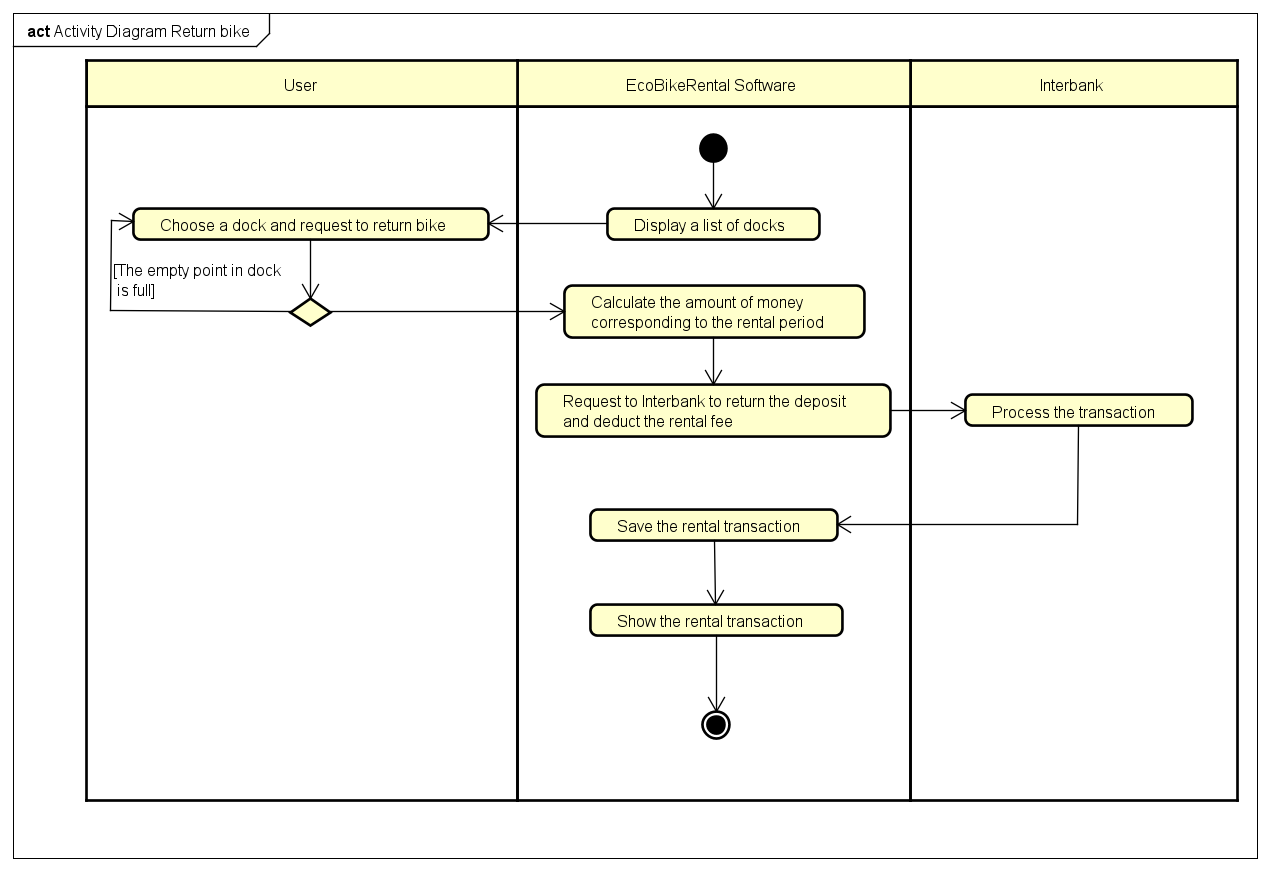 act Activity Diagram Return bike
User
EcoBikeRental Software
Interbank
Choose a dock and request to return bike
Display a list of docks
[The empty point in dock
is full]
Calculate the amount of money
corresponding to the rental period
Request to Interbank to return the deposit
and deduct the rental fee
Process the transaction
Save the rental transaction
Show the rental transaction